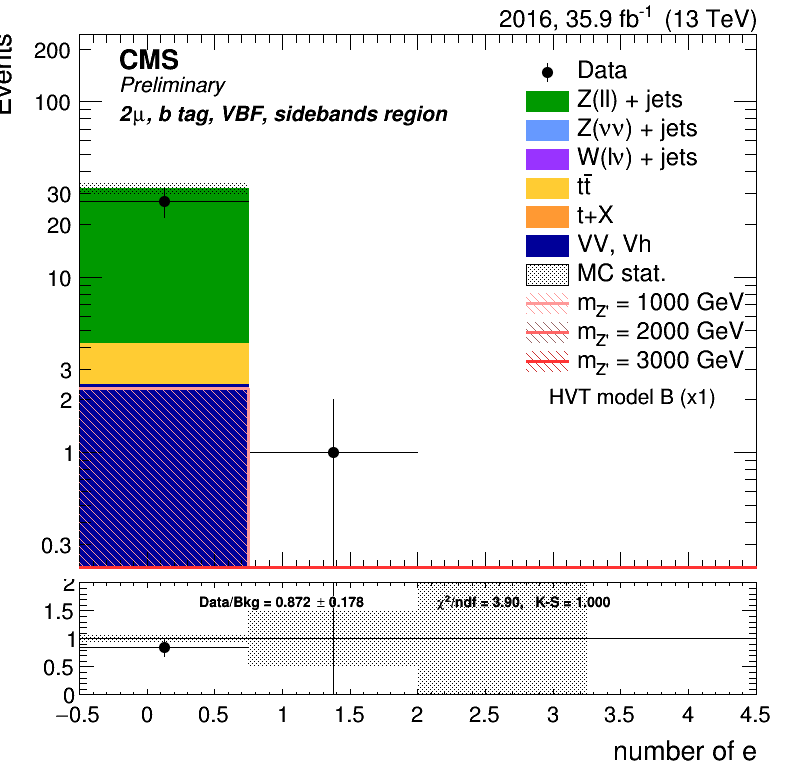 2016, 35.9 fb⁻¹ (13 TeV)
Events
CMS
Preliminary
2μ, b tag, VBF, sidebands region
Data
Z(ll) + jets
Z(νν) + jets
W(lν) + jets
tt̄
t+X
VV, Vh
MC stat.
m_Z' = 1000 GeV
m_Z' = 2000 GeV
m_Z' = 3000 GeV
HVT model B (x1)
200
100
30
20
10
3
2
1
0.3
Data/Bkg = 0.872 ± 0.178
χ²/ndf = 3.90, K-S = 1.000
2
1.5
1
0.5
0
−0.5 0 0.5 1 1.5 2 2.5 3 3.5 4 4.5
number of e